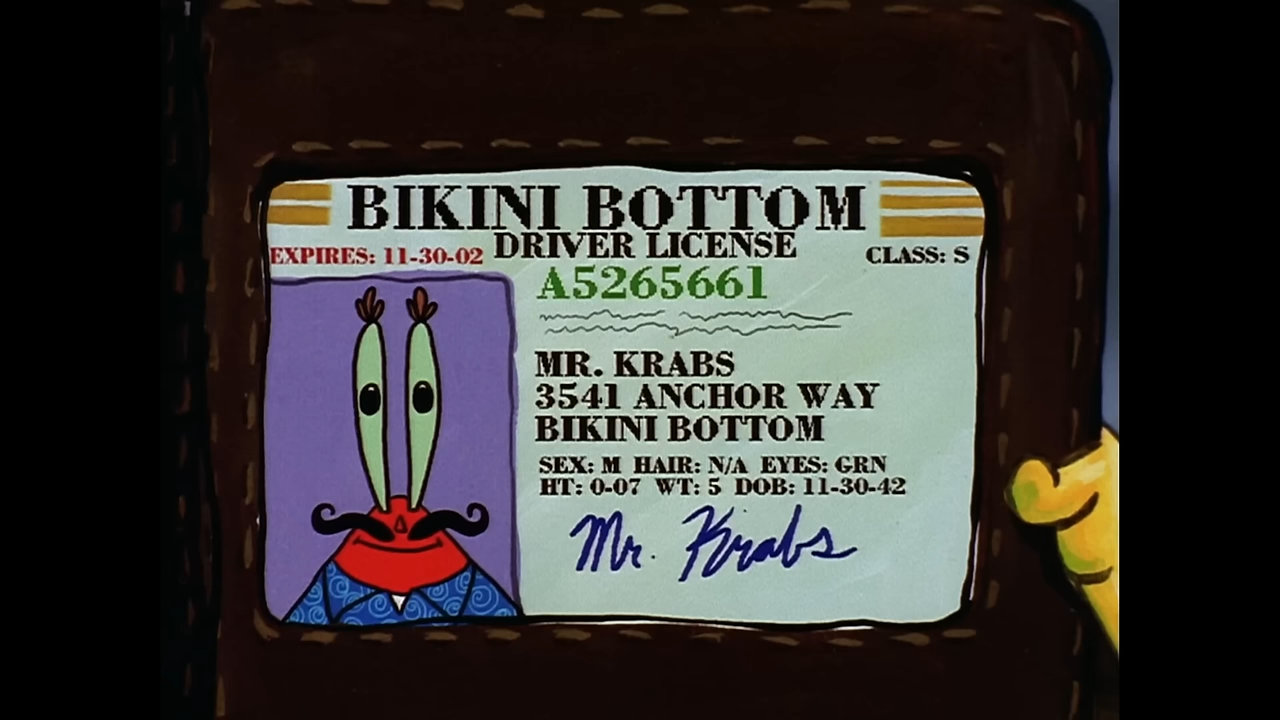 BIKINI BOTTOM
DRIVER LICENSE
EXPIRES: 11-30-02
CLASS: S
A5265661
MR. KRABS
3541 ANCHOR WAY
BIKINI BOTTOM
SEX: M HAIR: N/A EYES: GRN
HT: 0-07 WT: 5 DOB: 11-30-42
Mr. Krabs